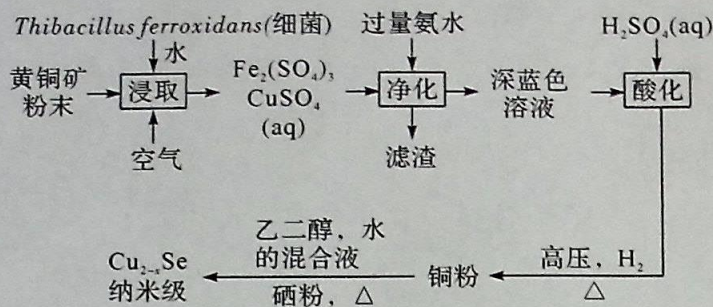 Thibacillus ferroxidans(细菌)
过量氨水
H₂SO₄(aq)
水
黄铜矿
粉末
浸取
Fe₂(SO₄)₃
CuSO₄
(aq)
净化
深蓝色
溶液
酸化
空气
滤渣
乙二醇，水
的混合液
Cu₂₋ₓSe
纳米级
硒粉，△
铜粉
高压，H₂
△